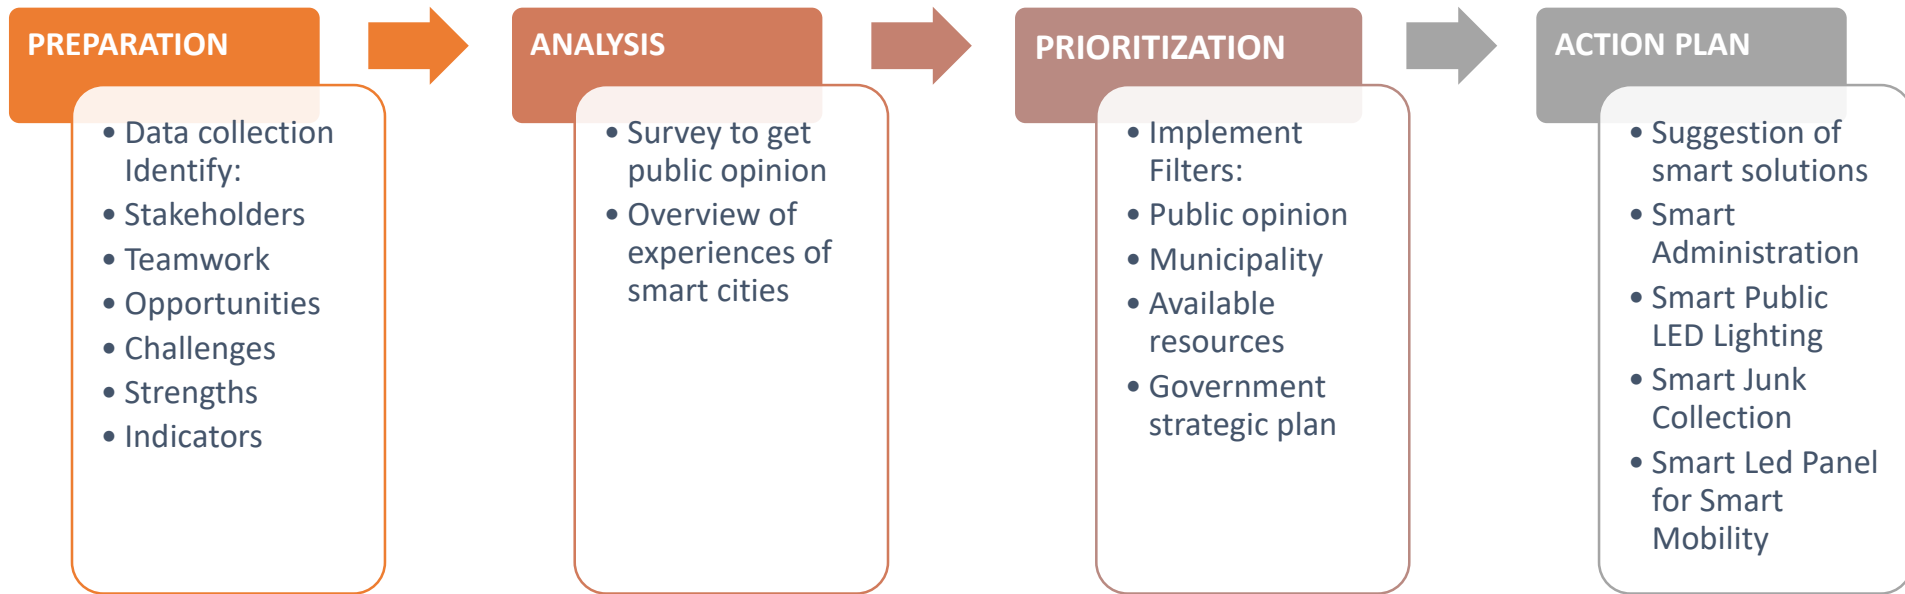 PREPARATION
• Data collection
Identify:
• Stakeholders
• Teamwork
• Opportunities
• Challenges
• Strengths
• Indicators
ANALYSIS
• Survey to get
public opinion
• Overview of
experiences of
smart cities
PRIORITIZATION
• Implement
Filters:
• Public opinion
• Municipality
• Available
resources
• Government
strategic plan
ACTION PLAN
• Suggestion of
smart solutions
• Smart
Administration
• Smart Public
LED Lighting
• Smart Junk
Collection
• Smart Led Panel
for Smart
Mobility